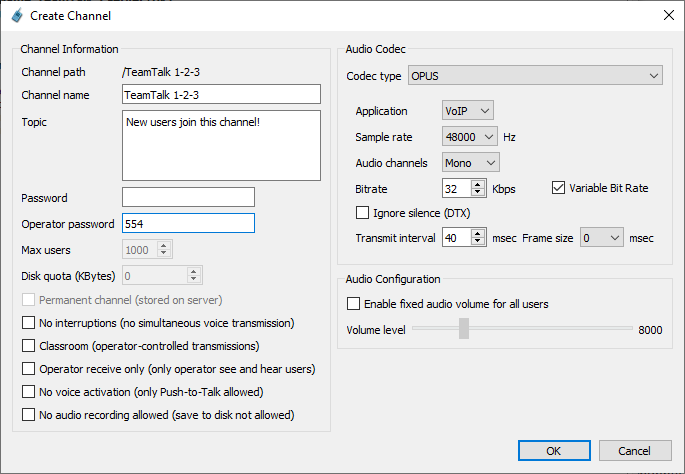 Create Channel
Channel Information
Channel path /TeamTalk 1-2-3
Channel name TeamTalk 1-2-3
Topic New users join this channel!
Password
Operator password 554
Max users 1000
Disk quota (KBytes) 0
Permanent channel (stored on server)
No interruptions (no simultaneous voice transmission)
Classroom (operator-controlled transmissions)
Operator receive only (only operator see and hear users)
No voice activation (only Push-to-Talk allowed)
No audio recording allowed (save to disk not allowed)
Audio Codec
Codec type OPUS
Application VoIP
Sample rate 48000 Hz
Audio channels Mono
Bitrate 32 Kbps Variable Bit Rate
Ignore silence (DTX)
Transmit interval 40 msec Frame size 0 msec
Audio Configuration
Enable fixed audio volume for all users
Volume level 8000
OK Cancel